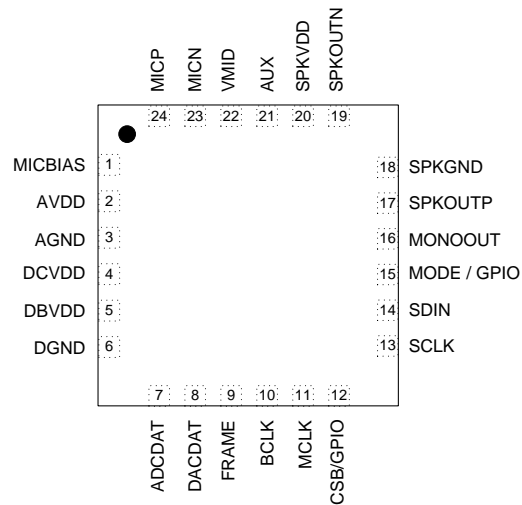 MICP
MICN
VMID
AUX
SPKVDD
SPKOUTN
24 23 22 21 20 19
MICBIAS 1
AVDD 2
AGND 3
DCVDD 4
DBVDD 5
DGND 6
18 SPKGND
17 SPKOUTP
16 MONOOUT
15 MODE / GPIO
14 SDIN
13 SCLK
7 8 9 10 11 12
ADCDAT
DACDAT
FRAME
BCLK
MCLK
CSB/GPIO